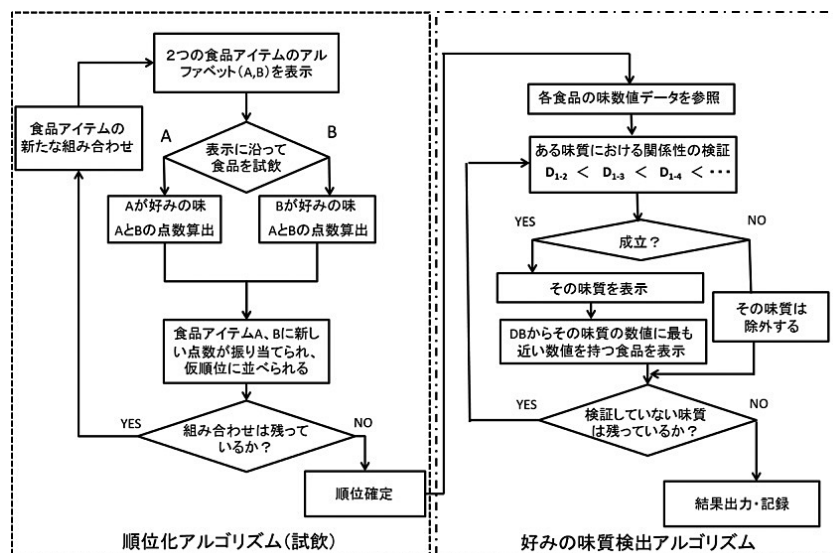 2つの食品アイテムのアル
ファベット(A,B)を表示
食品アイテムの
新たな組み合わせ
A
B
表示に沿って
食品を試飲
Aが好みの味
AとBの点数算出
Bが好みの味
AとBの点数算出
食品アイテムA、Bに新し
い点数が振り当てられ、
仮順位に並べられる
YES
組み合わせは残って
いるか？
NO
順位確定
順位化アルゴリズム(試飲)
各食品の味数値データを参照
ある味質における関係性の検証
D1-2 < D1-3 < D1-4 < ・・・
YES
NO
成立？
その味質を表示
その味質は
除外する
DBからその味質の数値に最も
近い数値を持つ食品を表示
YES
検証していない味質
は残っているか？
NO
結果出力・記録
好みの味質検出アルゴリズム